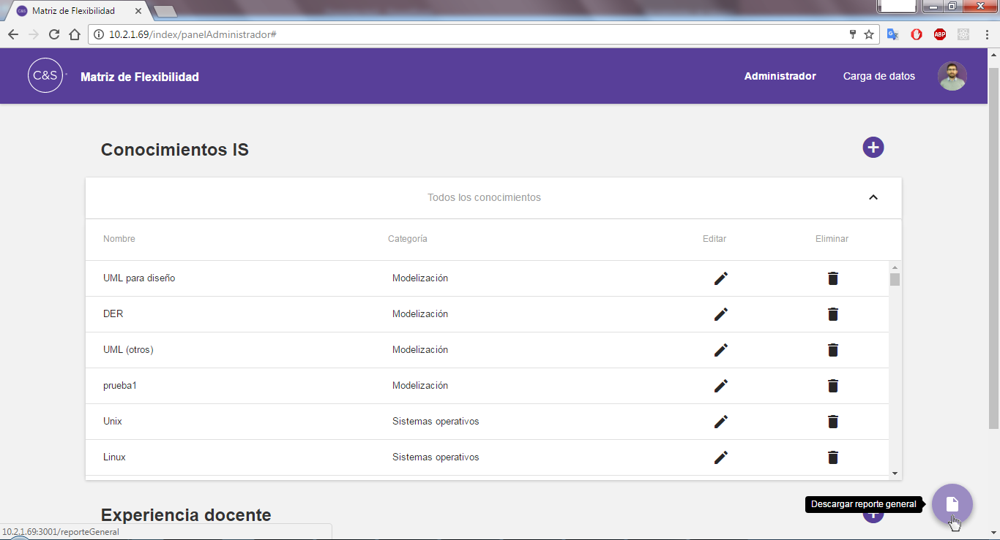 Matriz de Flexibilidad
10.2.1.69/index/panelAdministrador#
ABP
C&S
Matriz de Flexibilidad
Administrador
Carga de datos
Conocimientos IS
Todos los conocimientos
Nombre Categoría Editar Eliminar
UML para diseño Modelización
DER Modelización
UML (otros) Modelización
prueba1 Modelización
Unix Sistemas operativos
Linux Sistemas operativos
Descargar reporte general
Experiencia docente
10.2.1.69:3001/reporteGeneral